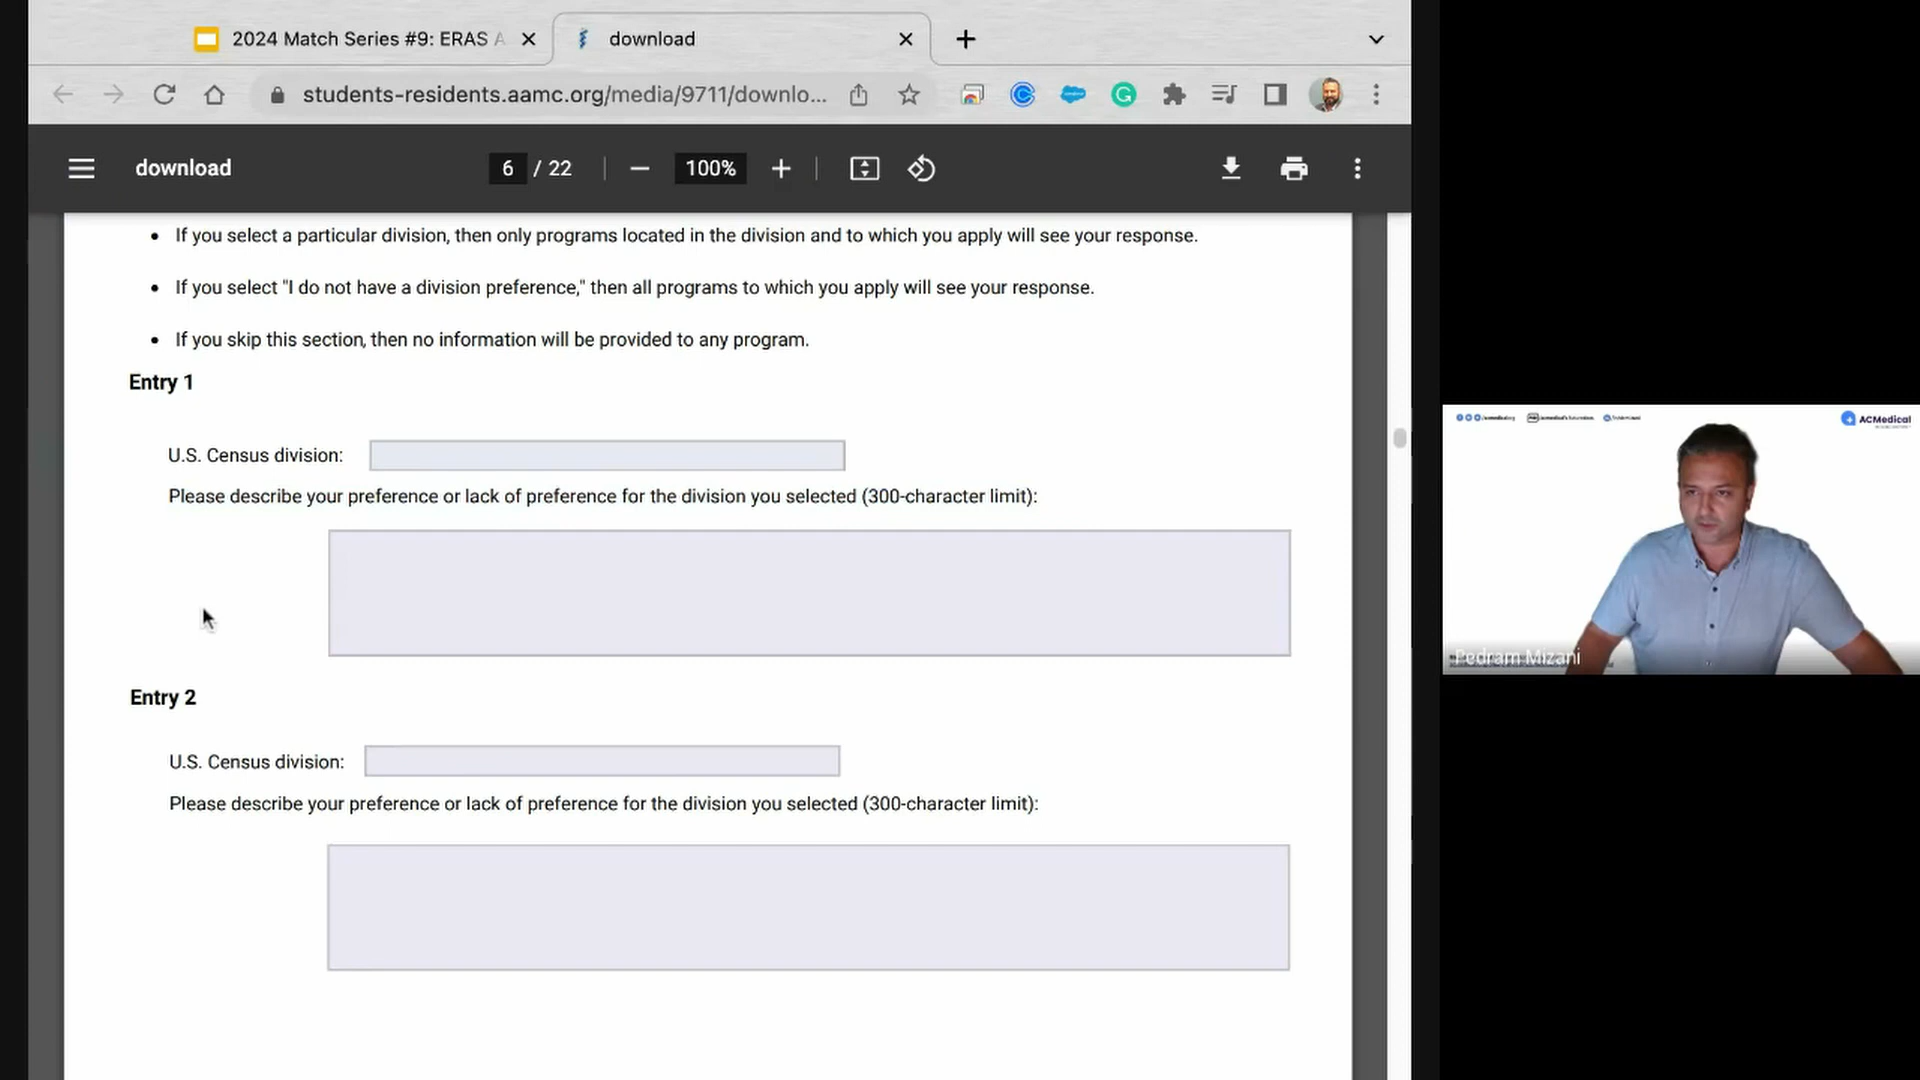 2024 Match Series #9: ERAS A
download
students-residents.aamc.org/media/9711/downlo...
download
6 / 22
100%
If you select a particular division, then only programs located in the division and to which you apply will see your response.
If you select "I do not have a division preference," then all programs to which you apply will see your response.
If you skip this section, then no information will be provided to any program.
Entry 1
U.S. Census division:
Please describe your preference or lack of preference for the division you selected (300-character limit):
Entry 2
U.S. Census division:
Please describe your preference or lack of preference for the division you selected (300-character limit):
ACMedical
Pedram Mizani